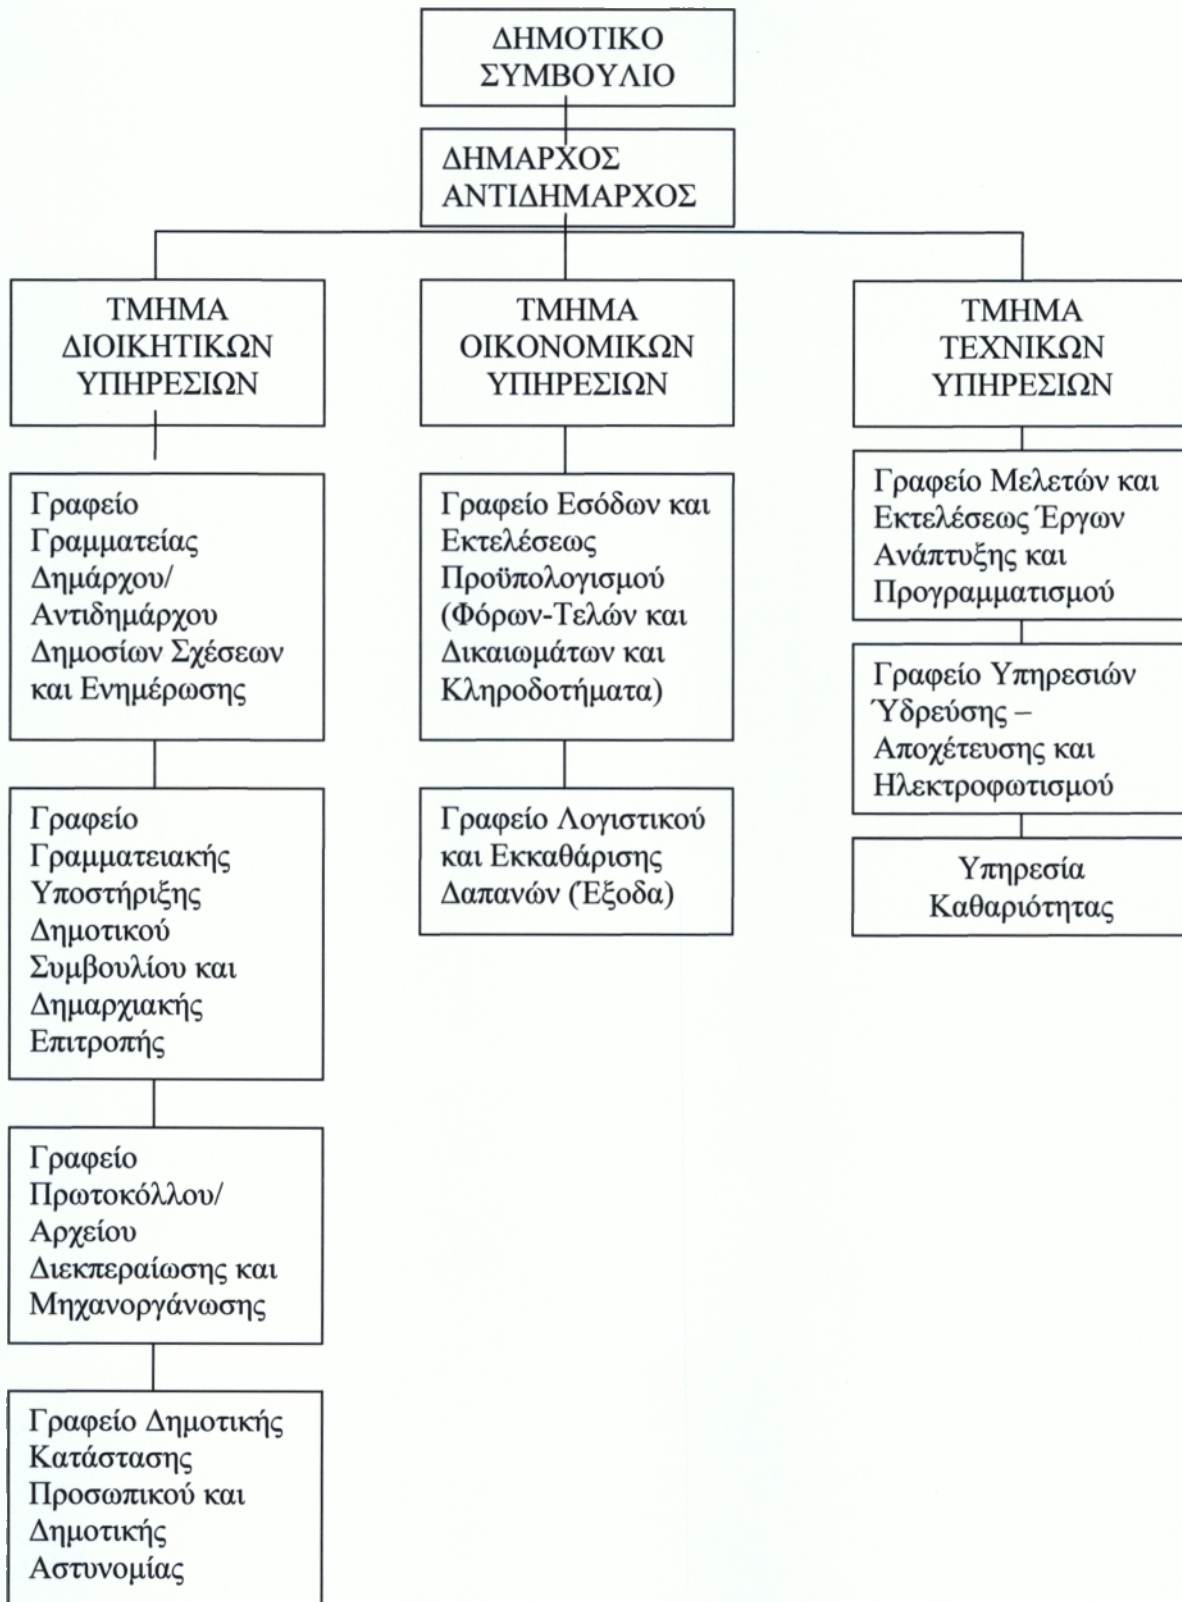 ΔΗΜΟΤΙΚΟ
ΣΥΜΒΟΥΛΙΟ
ΔΗΜΑΡΧΟΣ
ΑΝΤΙΔΗΜΑΡΧΟΣ
ΤΜΗΜΑ
ΔΙΟΙΚΗΤΙΚΩΝ
ΥΠΗΡΕΣΙΩΝ
Γραφείο
Γραμματείας
Δημάρχου/
Αντιδημάρχου
Δημοσίων Σχέσεων
και Ενημέρωσης
Γραφείο
Γραμματειακής
Υποστήριξης
Δημοτικού
Συμβουλίου και
Δημαρχιακής
Επιτροπής
Γραφείο
Πρωτοκόλλου/
Αρχείου
Διεκπεραίωσης και
Μηχανοργάνωσης
Γραφείο Δημοτικής
Κατάστασης
Προσωπικού και
Δημοτικής
Αστυνομίας
ΤΜΗΜΑ
ΟΙΚΟΝΟΜΙΚΩΝ
ΥΠΗΡΕΣΙΩΝ
Γραφείο Εσόδων και
Εκτελέσεως
Προϋπολογισμού
(Φόρων-Τελών και
Δικαιωμάτων και
Κληροδοτήματα)
Γραφείο Λογιστικού
και Εκκαθάρισης
Δαπανών (Έξοδα)
ΤΜΗΜΑ
ΤΕΧΝΙΚΩΝ
ΥΠΗΡΕΣΙΩΝ
Γραφείο Μελετών και
Εκτελέσεως Έργων
Ανάπτυξης και
Προγραμματισμού
Γραφείο Υπηρεσιών
Ύδρεύσης –
Αποχέτευσης και
Ηλεκτροφωτισμού
Υπηρεσία
Καθαριότητας